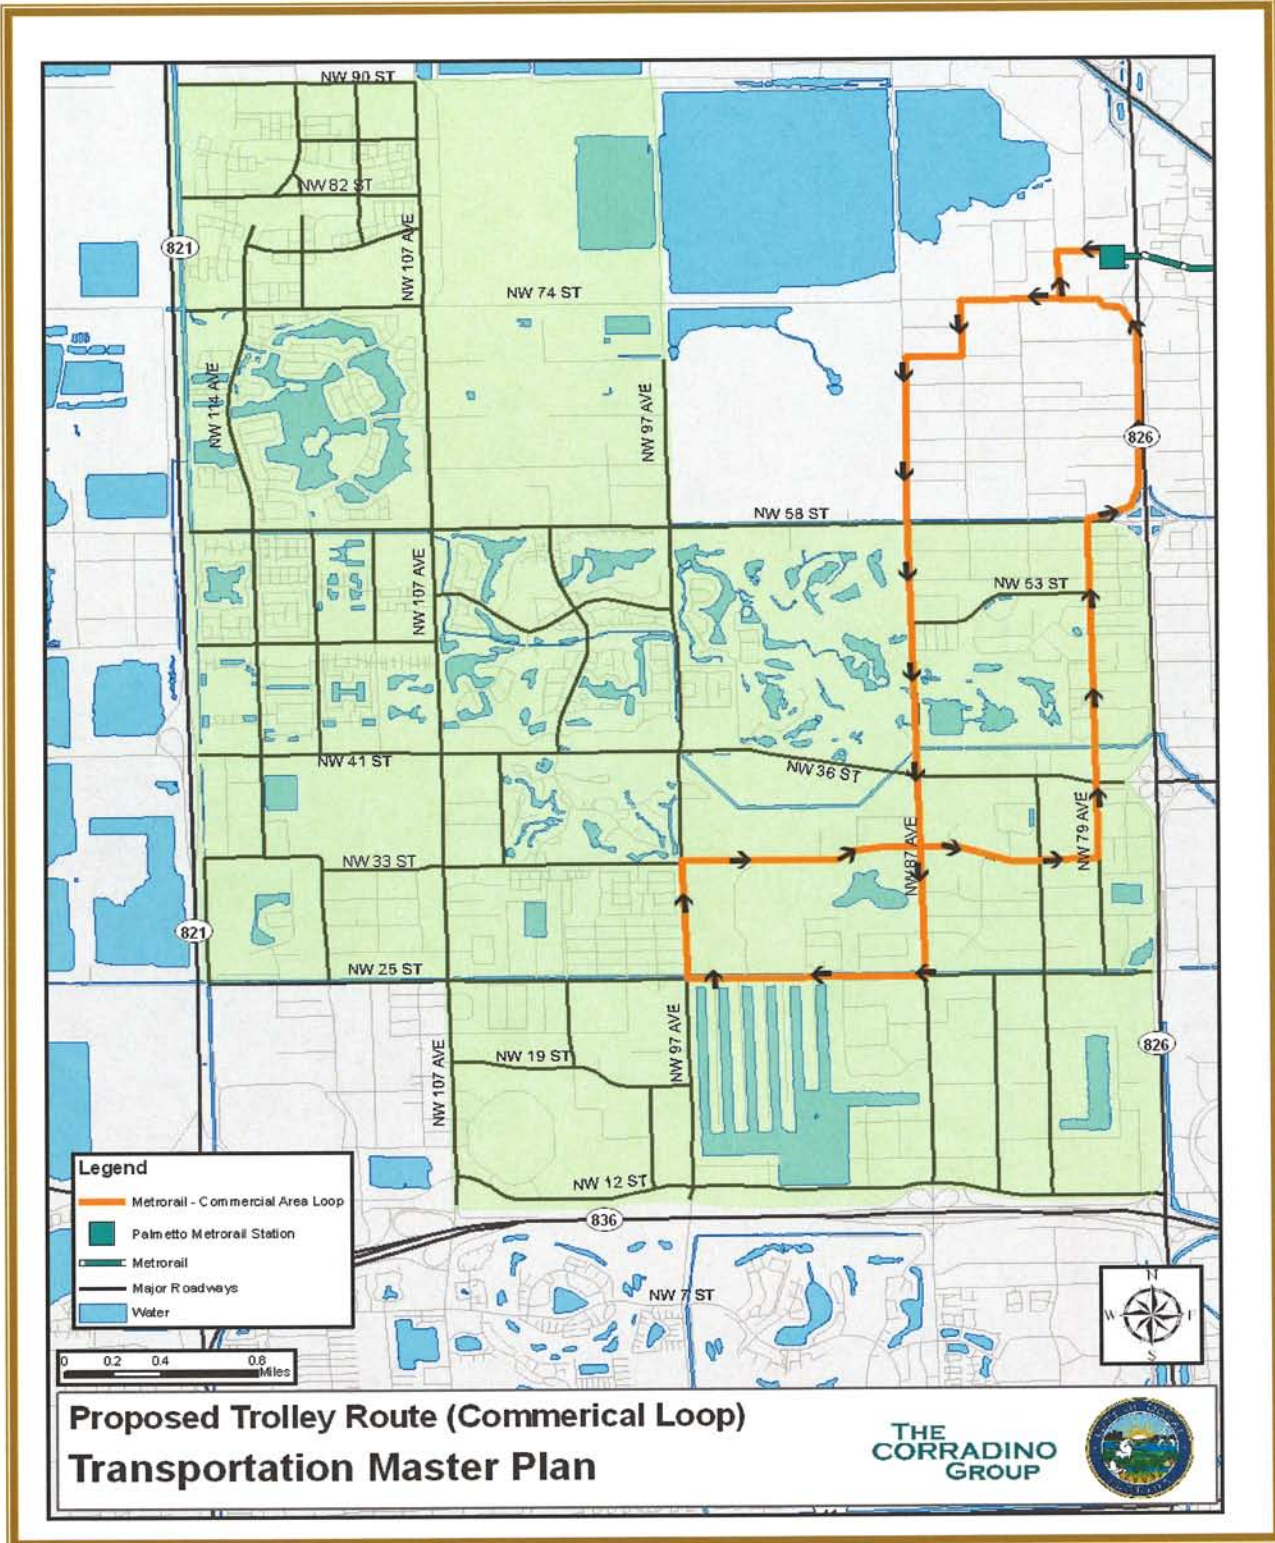 NW 90 ST
NW 82 ST
821
NW 107 AVE
NW 74 ST
NW 114 AVE
NW 97 AVE
826
NW 58 ST
NW 107 AVE
NW 53 ST
NW 41 ST
NW 36 ST
NW 79 AVE
NW 87 AVE
NW 33 ST
821
NW 25 ST
NW 97 AVE
NW 107 AVE
NW 19 ST
826
NW 12 ST
836
NW 7 ST
Legend
Metrorail - Commercial Area Loop
Palmetto Metrorail Station
Metrorail
Major Roadways
Water
N
W E
S
0 0.2 0.4 0.8
Miles
Proposed Trolley Route (Commerical Loop)
Transportation Master Plan
THE
CORRADINO
GROUP